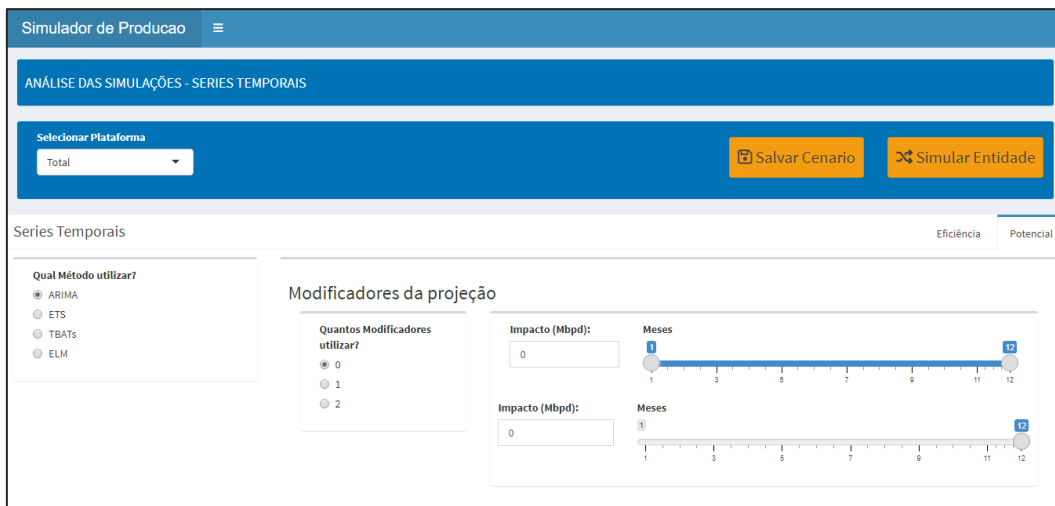 Simulador de Producao
ANÁLISE DAS SIMULAÇÕES - SERIES TEMPORAIS
Selecionar Plataforma
Total
Salvar Cenario
Simular Entidade
Series Temporais
Eficiência
Potencial
Qual Método utilizar?
ARIMA
ETS
TBATs
ELM
Modificadores da projeção
Quantos Modificadores
utilizar?
0
1
2
Impacto (Mbpd):
0
Meses
1 12
1 3 5 7 9 11 12
Impacto (Mbpd):
0
Meses
1 12
1 3 5 7 9 11 12